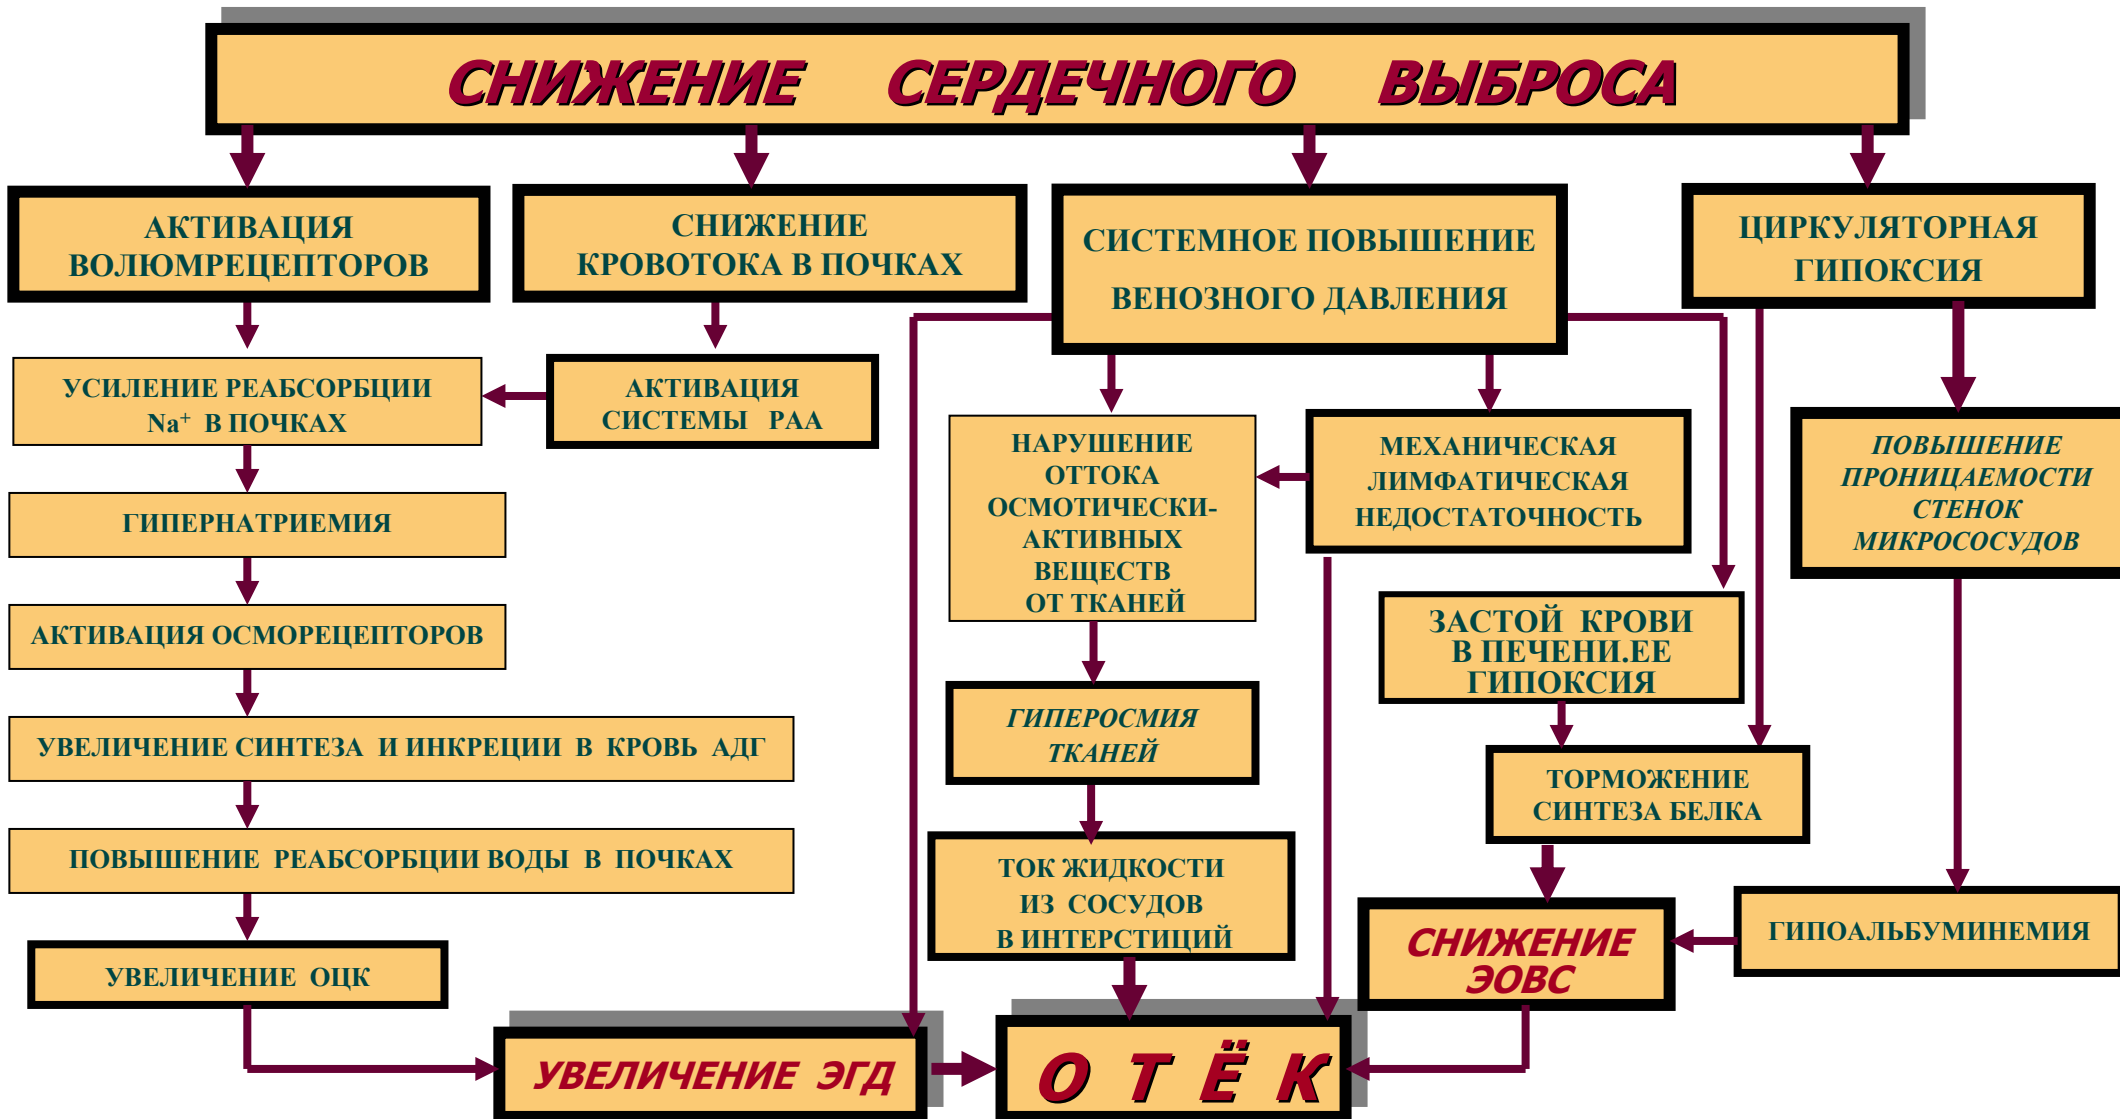 СНИЖЕНИЕ СЕРДЕЧНОГО ВЫБРОСА
АКТИВАЦИЯ
ВОЛЮМРЕЦЕПТОРОВ
СНИЖЕНИЕ
КРОВОТОКА В ПОЧКАХ
СИСТЕМНОЕ ПОВЫШЕНИЕ
ВЕНОЗНОГО ДАВЛЕНИЯ
ЦИРКУЛЯТОРНАЯ
ГИПОКСИЯ
УСИЛЕНИЕ РЕАБСОРБЦИИ
Na⁺ В ПОЧКАХ
АКТИВАЦИЯ
СИСТЕМЫ РАА
НАРУШЕНИЕ
ОТТОКА
ОСМОТИЧЕСКИ-
АКТИВНЫХ
ВЕЩЕСТВ
ОТ ТКАНЕЙ
МЕХАНИЧЕСКАЯ
ЛИМФАТИЧЕСКАЯ
НЕДОСТАТОЧНОСТЬ
ПОВЫШЕНИЕ
ПРОНИЦАЕМОСТИ
СТЕНОК
МИКРОСОСУДОВ
ГИПЕРНАТРИЕМИЯ
АКТИВАЦИЯ ОСМОРЕЦЕПТОРОВ
ЗАСТОЙ КРОВИ
В ПЕЧЕНИ.ЕЕ
ГИПОКСИЯ
УВЕЛИЧЕНИЕ СИНТЕЗА И ИНКРЕЦИИ В КРОВЬ АДГ
ГИПЕРОСМИЯ
ТКАНЕЙ
ТОРМОЖЕНИЕ
СИНТЕЗА БЕЛКА
ПОВЫШЕНИЕ РЕАБСОРБЦИИ ВОДЫ В ПОЧКАХ
ТОК ЖИДКОСТИ
ИЗ СОСУДОВ
В ИНТЕРСТИЦИЙ
СНИЖЕНИЕ
ЭОВС
ГИПОАЛЬБУМИНЕМИЯ
УВЕЛИЧЕНИЕ ОЦК
УВЕЛИЧЕНИЕ ЭГД
О Т Ё К